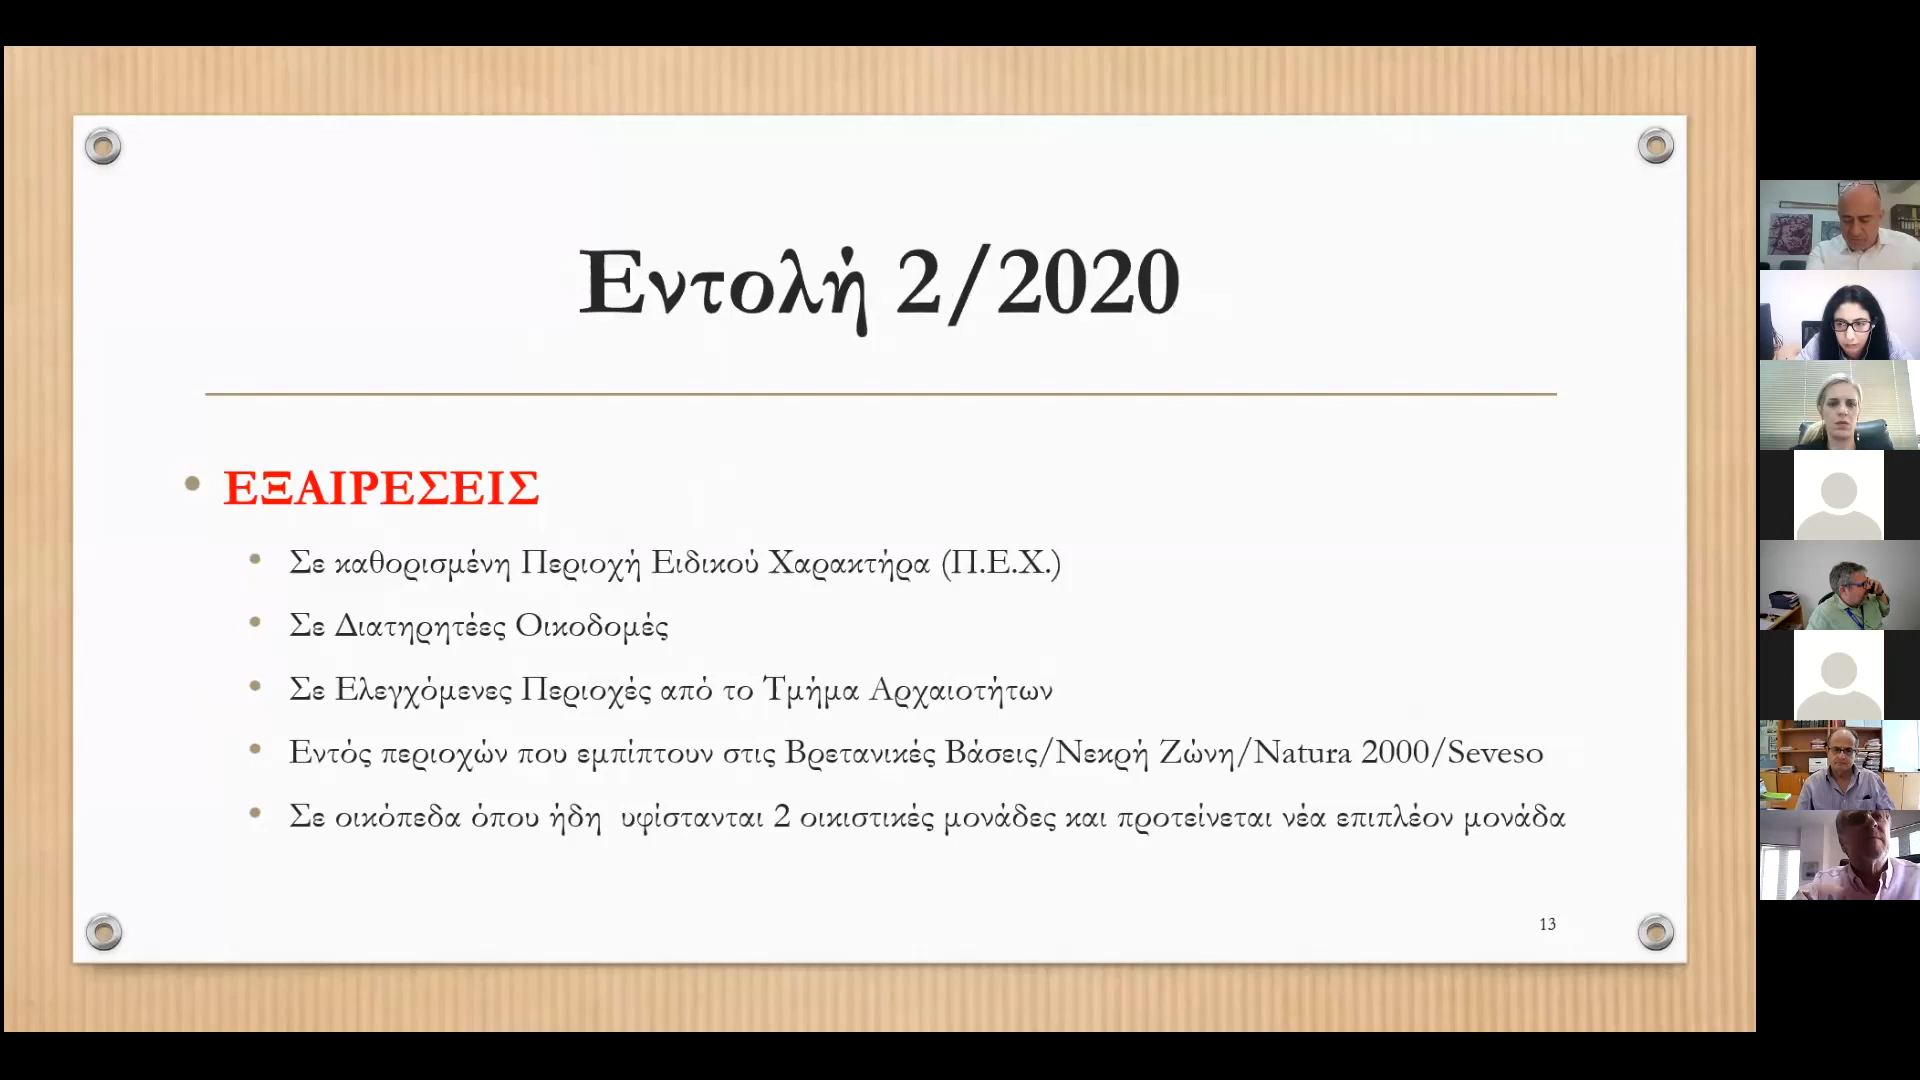 Εντολή 2/2020
ΕΞΑΙΡΕΣΕΙΣ
Σε καθορισμένη Περιοχή Ειδικού Χαρακτήρα (Π.Ε.Χ.)
Σε Διατηρητέες Οικοδομές
Σε Ελεγχόμενες Περιοχές από το Τμήμα Αρχαιοτήτων
Εντός περιοχών που εμπίπτουν στις Βρετανικές Βάσεις/Νεκρή Ζώνη/Natura 2000/Seveso
Σε οικόπεδα όπου ήδη υφίστανται 2 οικιστικές μονάδες και προτείνεται νέα επιπλέον μονάδα
13